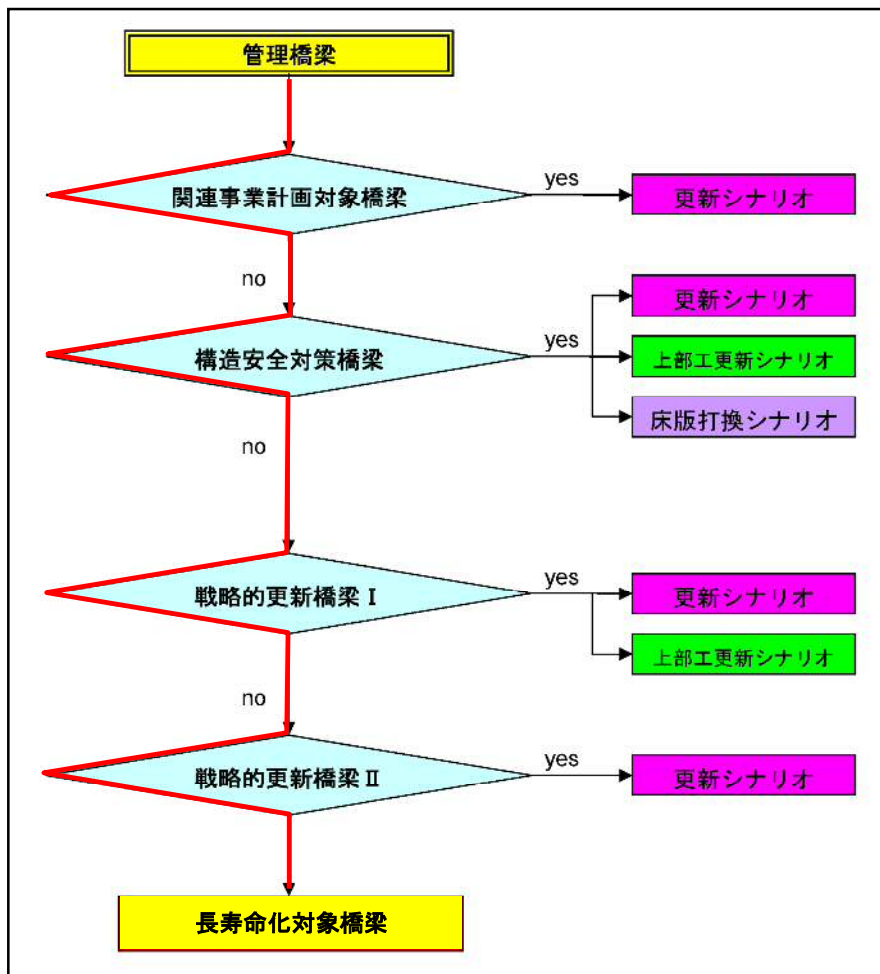 管理橋梁
関連事業計画対象橋梁
yes
更新シナリオ
no
構造安全対策橋梁
yes
更新シナリオ
上部工更新シナリオ
床版打換シナリオ
no
戦略的更新橋梁Ⅰ
yes
更新シナリオ
上部工更新シナリオ
no
戦略的更新橋梁Ⅱ
yes
更新シナリオ
長寿命化対象橋梁